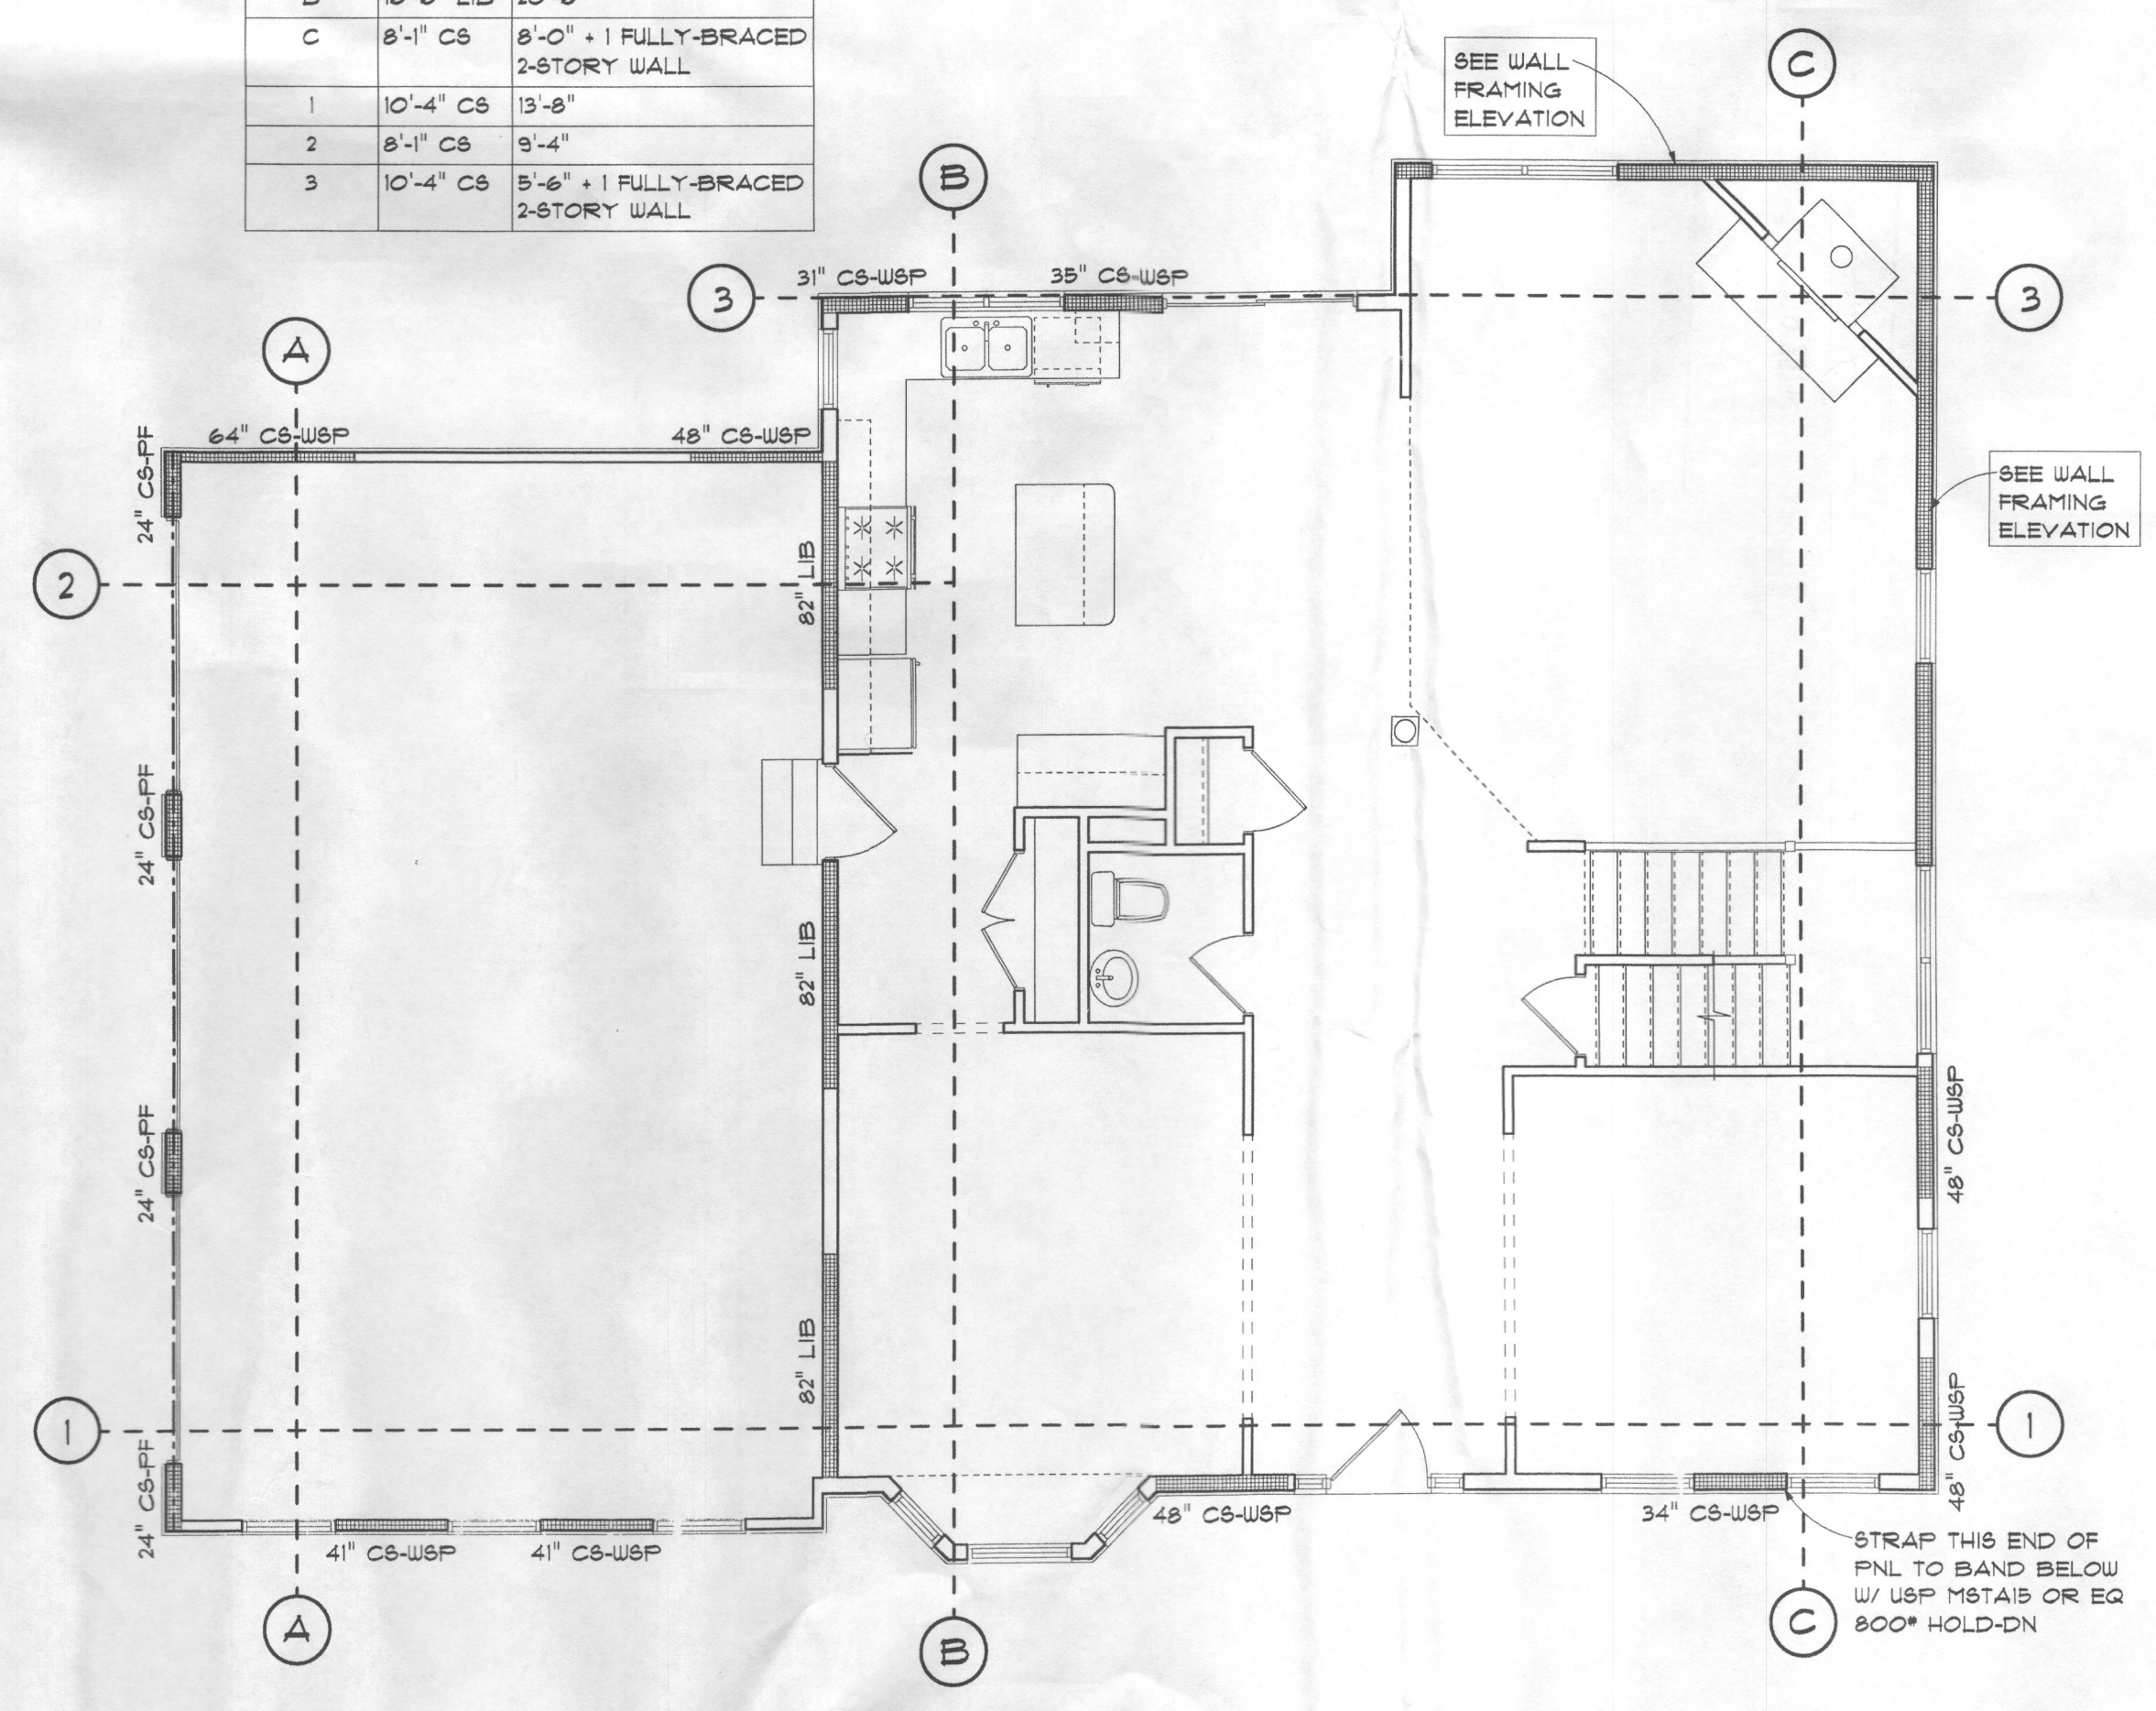 C 8'-1" CS 8'-0" + 1 FULLY-BRACED
2-STORY WALL
1 10'-4" CS 13'-8"
2 8'-1" CS 9'-4"
3 10'-4" CS 5'-6" + 1 FULLY-BRACED
2-STORY WALL
SEE WALL
FRAMING
ELEVATION
C
B
3
31" CS-WSP
35" CS-WSP
3
A
64" CS-WSP
48" CS-WSP
24" CS-PF
SEE WALL
FRAMING
ELEVATION
2
82" LIB
24" CS-PF
82" LIB
24" CS-PF
48" CS-WSP
82" LIB
1
1
24" CS-PF
48" CS-WSP
41" CS-WSP
41" CS-WSP
48" CS-WSP
34" CS-WSP
STRAP THIS END OF
PNL TO BAND BELOW
W/ USP MSTA15 OR EQ
800# HOLD-DN
A
B
C